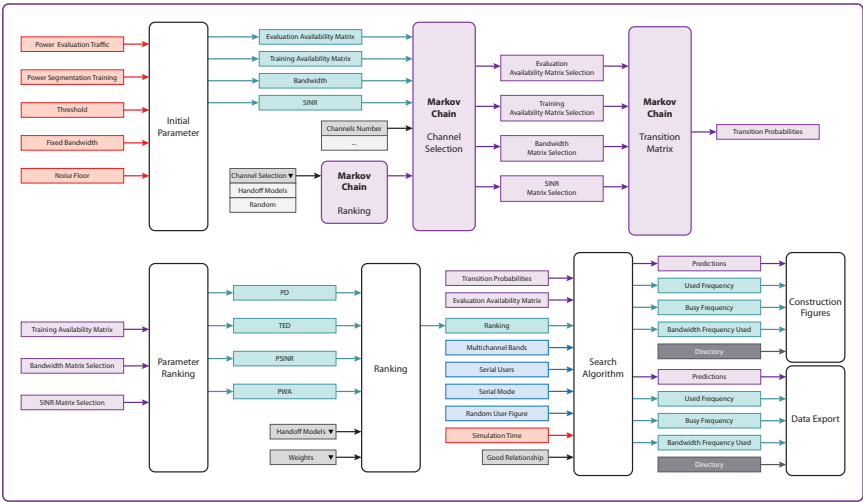 Power Evaluation Traffic
Power Segmentation Training
Threshold
Fixed Bandwidth
Noise Floor
Initial
Parameter
Evaluation Availability Matrix
Training Availability Matrix
Bandwidth
SINR
Channels Number
...
Channel Selection
Handoff Models
Random
Markov
Chain
Ranking
Markov
Chain
Channel
Selection
Evaluation
Availability Matrix Selection
Training
Availability Matrix Selection
Bandwidth
Matrix Selection
SINR
Matrix Selection
Markov
Chain
Transition
Matrix
Transition Probabilities
Training Availability Matrix
Bandwidth Matrix Selection
SINR Matrix Selection
Parameter
Ranking
PD
TED
PSINR
PWA
Handoff Models
Weights
Ranking
Transition Probabilities
Evaluation Availability Matrix
Ranking
Multichannel Bands
Serial Users
Serial Mode
Random User Figure
Simulation Time
Good Relationship
Search
Algorithm
Predictions
Used Frequency
Busy Frequency
Bandwidth Frequency Used
Directory
Predictions
Used Frequency
Busy Frequency
Bandwidth Frequency Used
Directory
Construction
Figures
Data Export